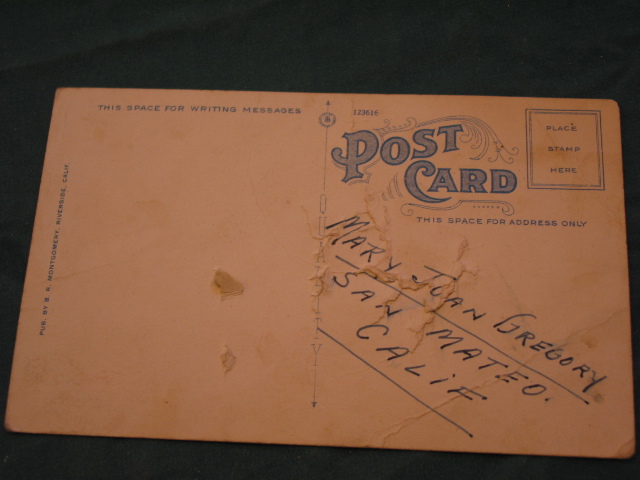 THIS SPACE FOR WRITING MESSAGES
123616
POST
CARD
PLACE
STAMP
HERE
THIS SPACE FOR ADDRESS ONLY
PUB. BY B. R. MONTGOMERY, RIVERSIDE, CALIF.
MARY JOAN GREGORY
SAN MATEO.
CALIF